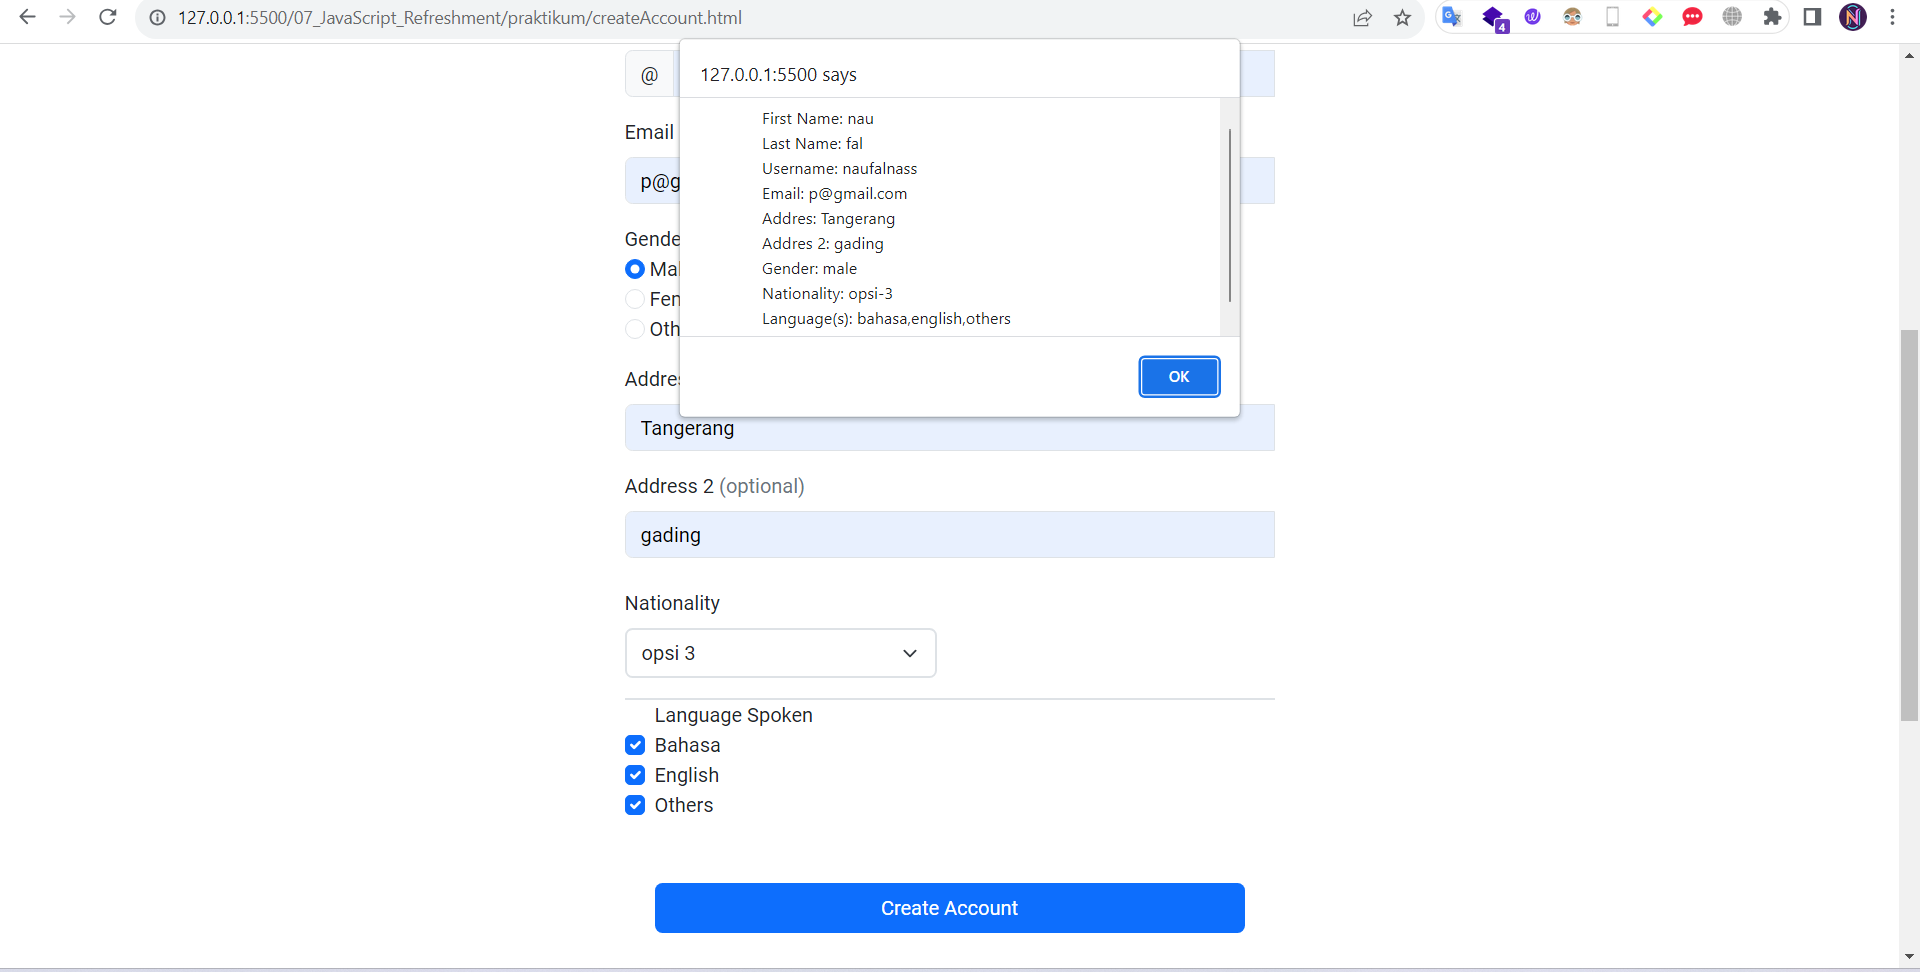 127.0.0.1:5500/07_JavaScript_Refreshment/praktikum/createAccount.html
4
N
127.0.0.1:5500 says
First Name: nau
Last Name: fal
Username: naufalnass
Email: p@gmail.com
Addres: Tangerang
Addres 2: gading
Gender: male
Nationality: opsi-3
Language(s): bahasa,english,others
OK
@
Email
p@g
Gende
Mal
Fen
Oth
Addres
Tangerang
Address 2 (optional)
gading
Nationality
opsi 3
Language Spoken
Bahasa
English
Others
Create Account